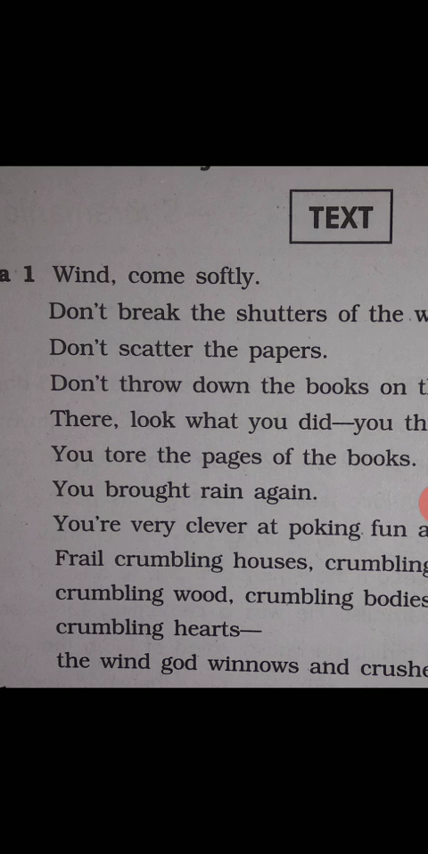 TEXT
a 1 Wind, come softly.
Don't break the shutters of the
Don't scatter the papers.
Don't throw down the books on
There, look what you did—you
You tore the pages of the books.
You brought rain again.
You're very clever at poking fun
Frail crumbling houses, crumbling
crumbling wood, crumbling bodies
crumbling hearts—
the wind god winnows and